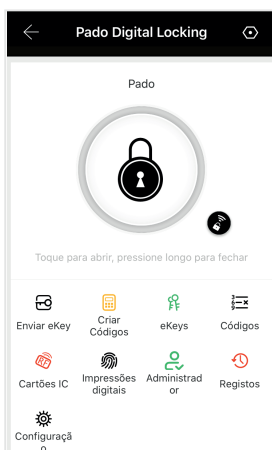 Pado Digital Locking
Pado
Toque para abrir, pressione longo para fechar
Enviar eKey
Criar
Códigos
eKeys
Códigos
Cartões IC
Impressões
digitais
Administrad
or
Registos
Configuraçã
o